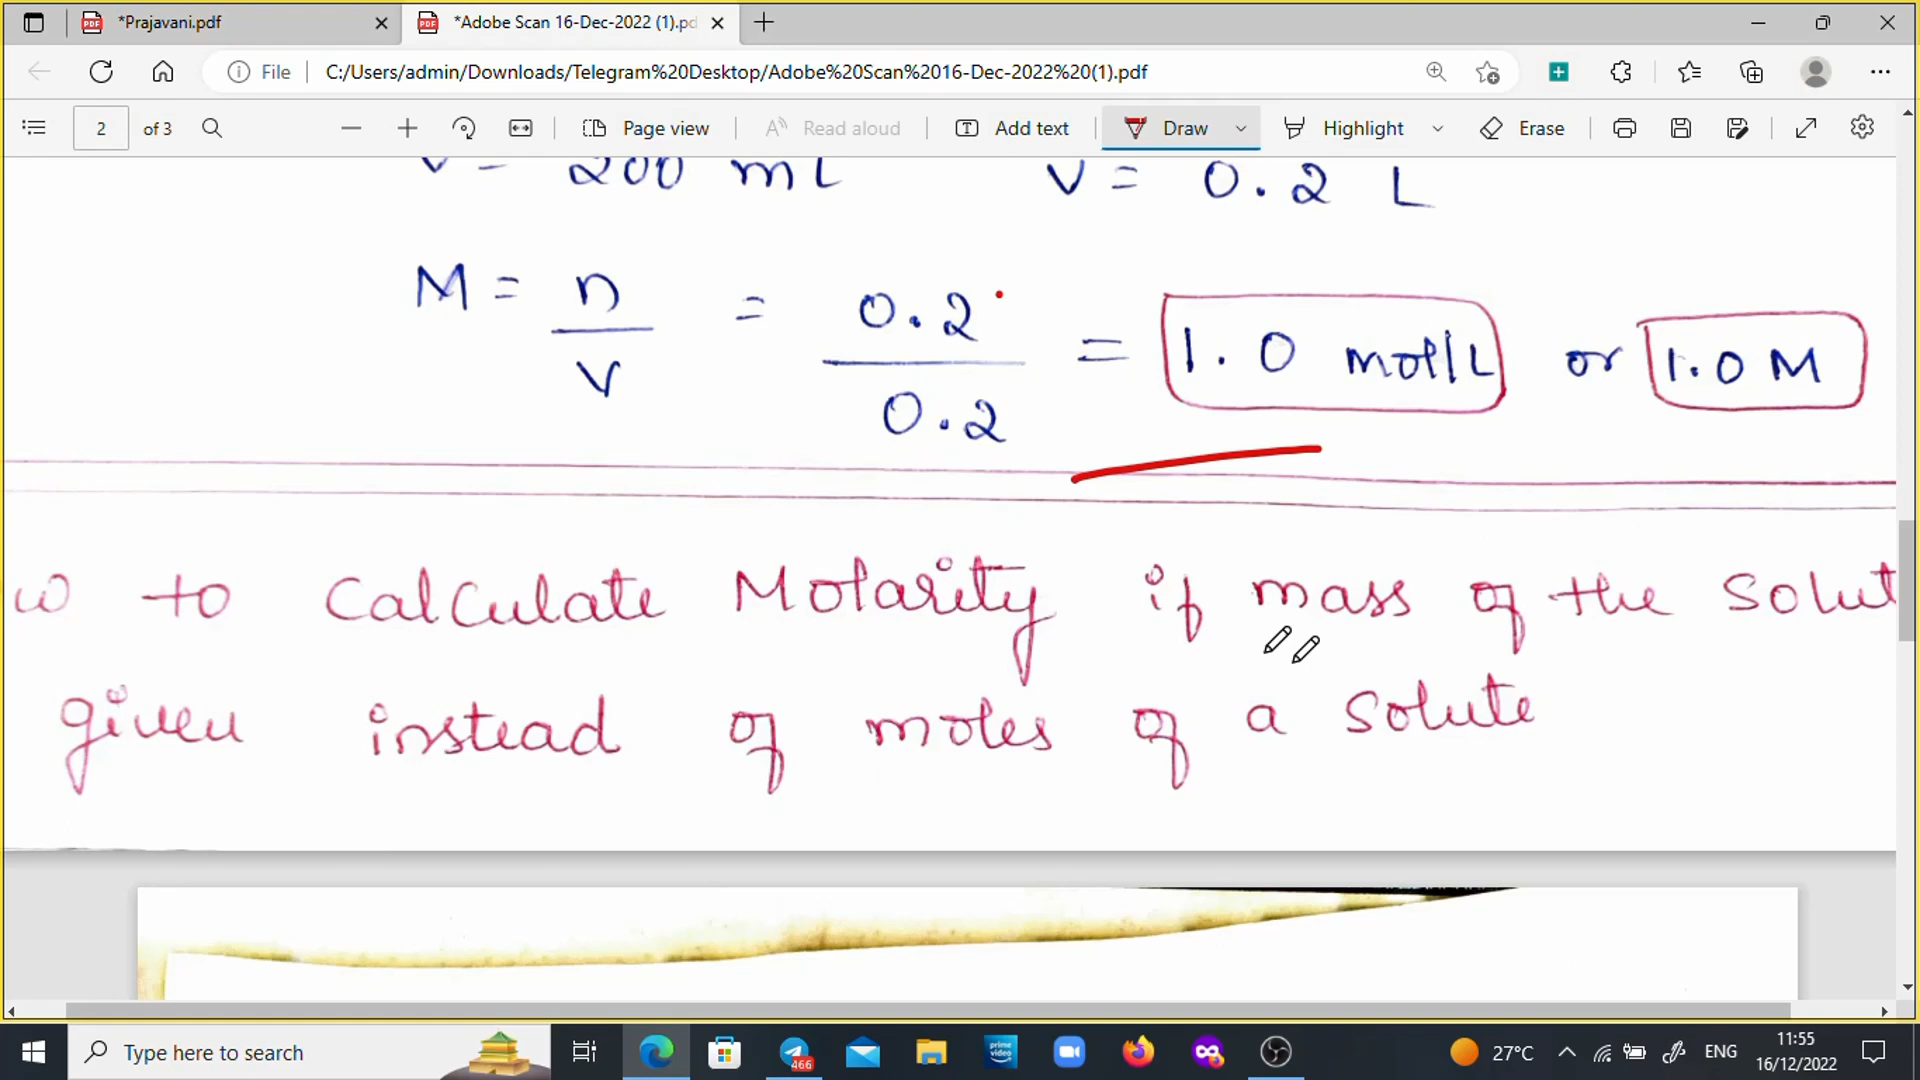 *Prajavani.pdf
*Adobe Scan 16-Dec-2022 (1).pd
File C:/Users/admin/Downloads/Telegram%20Desktop/Adobe%20Scan%2016-Dec-2022%20(1).pdf
2 of 3 Page view Read aloud Add text Draw Highlight Erase
V = 200 mL V = 0.2 L
M = n/V = 0.2/0.2 = 1.0 mol/L or 1.0 M
w to Calculate Molarity if mass of the Solut
given instead of moles of a solute
Type here to search
466
prime video
27°C
ENG
11:55
16/12/2022